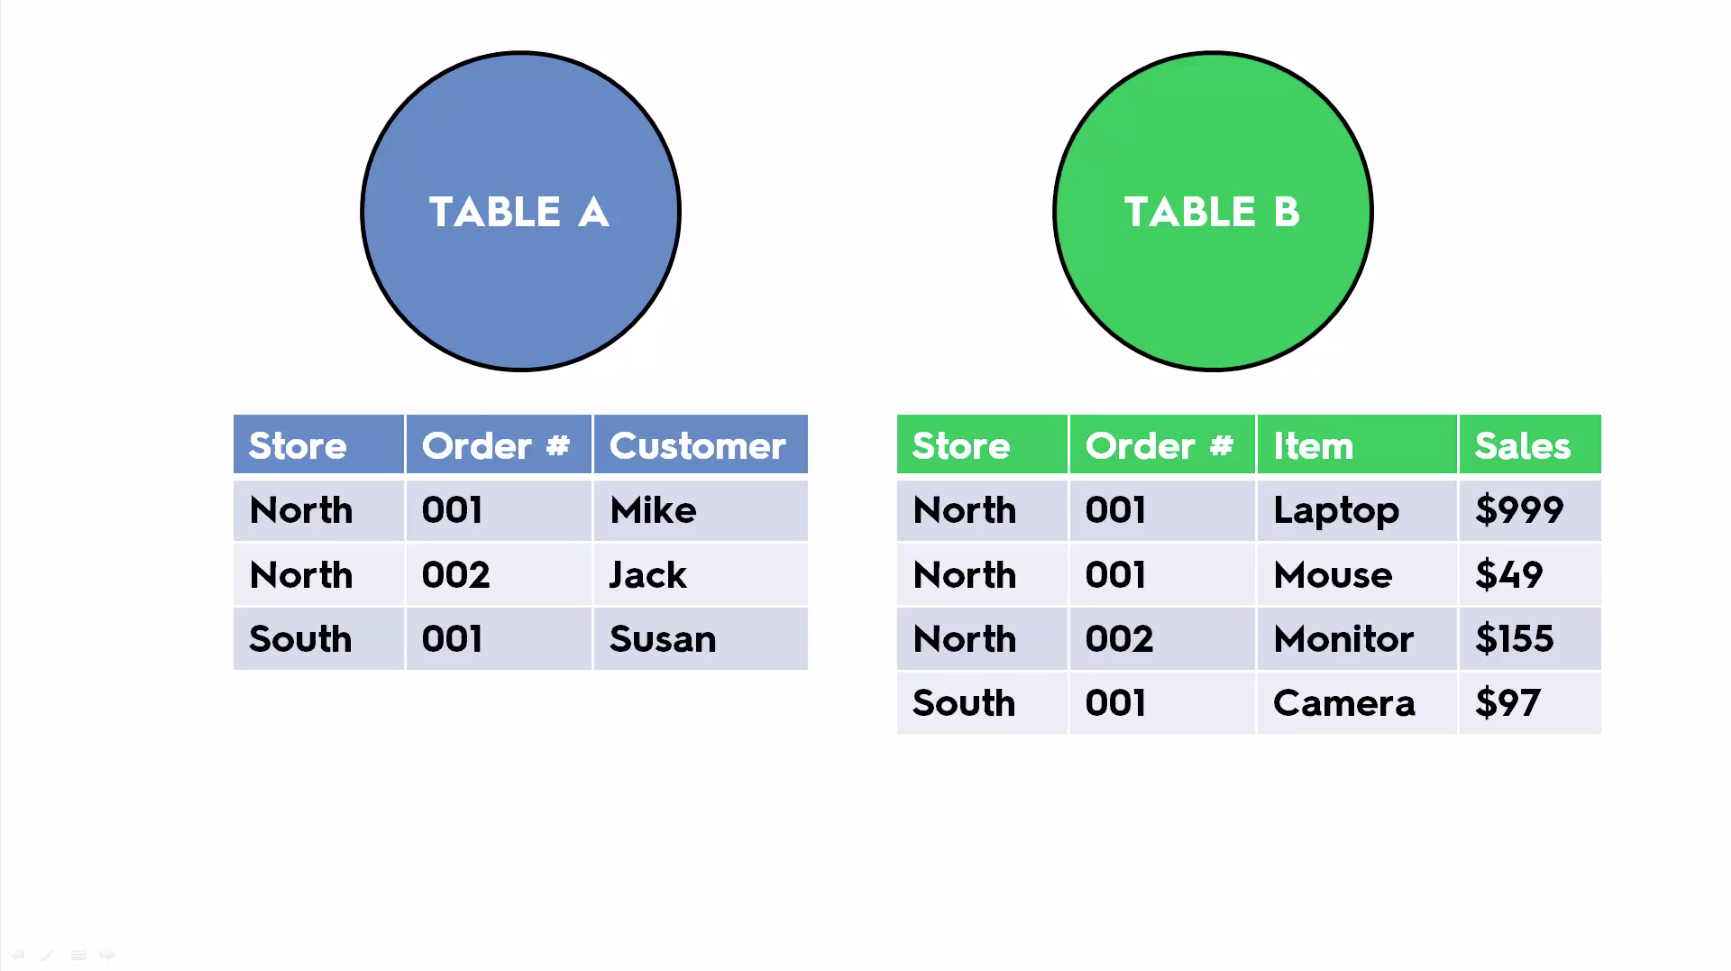 TABLE A
TABLE B
Store Order # Customer
North 001 Mike
North 002 Jack
South 001 Susan
Store Order # Item Sales
North 001 Laptop $999
North 001 Mouse $49
North 002 Monitor $155
South 001 Camera $97